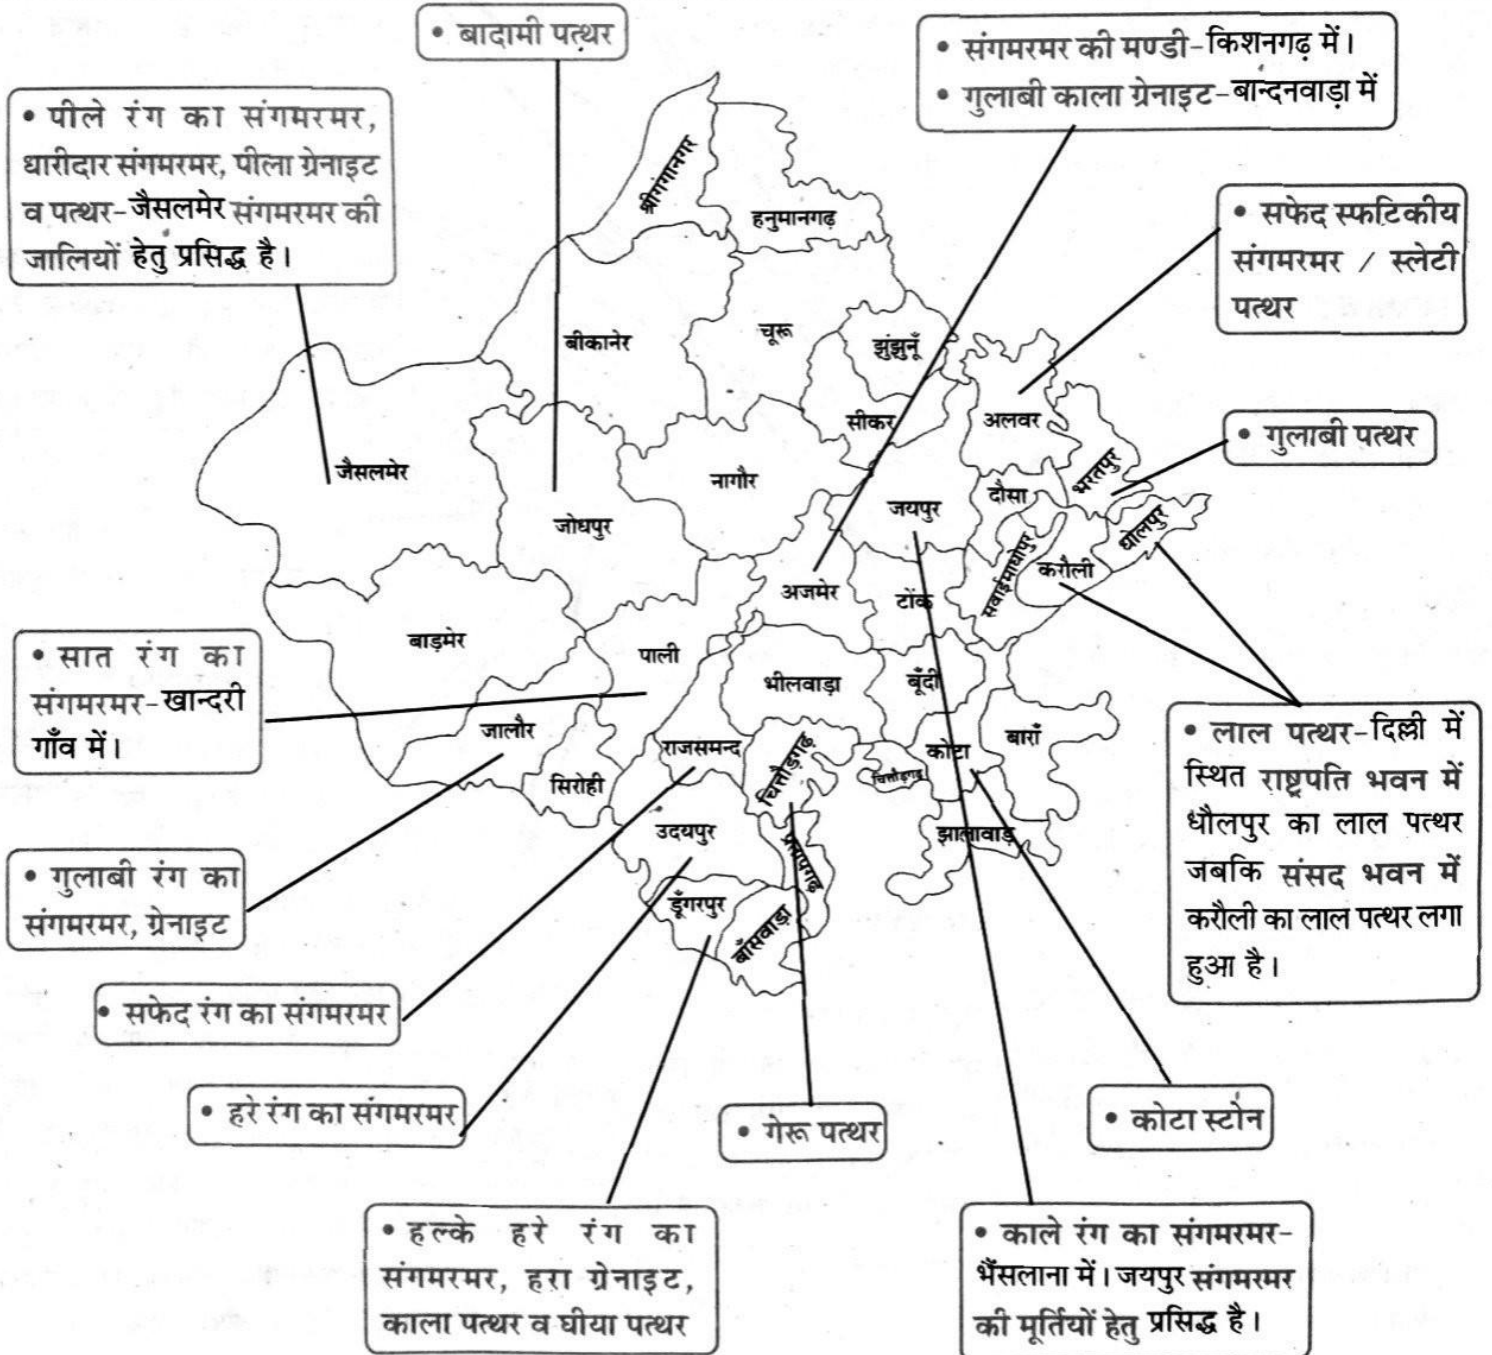 • बादामी पत्थर
• संगमरमर की मण्डी-किशनगढ़ में।
• गुलाबी काला ग्रेनाइट-बान्दनवाड़ा में
• पीले रंग का संगमरमर,
धारीदार संगमरमर, पीला ग्रेनाइट
व पत्थर-जैसलमेर संगमरमर की
जालियों हेतु प्रसिद्ध है।
• सफेद स्फटिकीय
संगमरमर / स्लेटी
पत्थर
श्रीगंगानगर
हनुमानगढ़
बीकानेर
चूरू
झुंझुनूँ
सीकर
अलवर
• गुलाबी पत्थर
जैसलमेर
नागौर
भरतपुर
दौसा
जयपुर
जोधपुर
धोलपुर
सवाईमाधोपुर
करौली
अजमेर
टोंक
बाड़मेर
पाली
भीलवाड़ा
बूँदी
• सात रंग का
संगमरमर-खान्दरी
गाँव में।
जालौर
राजसमन्द
चित्तौड़गढ़
कोटा
बाराँ
सिरोही
चित्तौड़गढ़
• लाल पत्थर-दिल्ली में
स्थित राष्ट्रपति भवन में
धौलपुर का लाल पत्थर
जबकि संसद भवन में
करौली का लाल पत्थर लगा
हुआ है।
उदयपुर
झालावाड़
प्रतापगढ़
• गुलाबी रंग का
संगमरमर, ग्रेनाइट
डूँगरपुर
बाँसवाड़ा
• सफेद रंग का संगमरमर
• हरे रंग का संगमरमर
• गेरू पत्थर
• कोटा स्टोन
• हल्के हरे रंग का
संगमरमर, हरा ग्रेनाइट,
काला पत्थर व घीया पत्थर
• काले रंग का संगमरमर-
भैंसलाना में। जयपुर संगमरमर
की मूर्तियों हेतु प्रसिद्ध है।